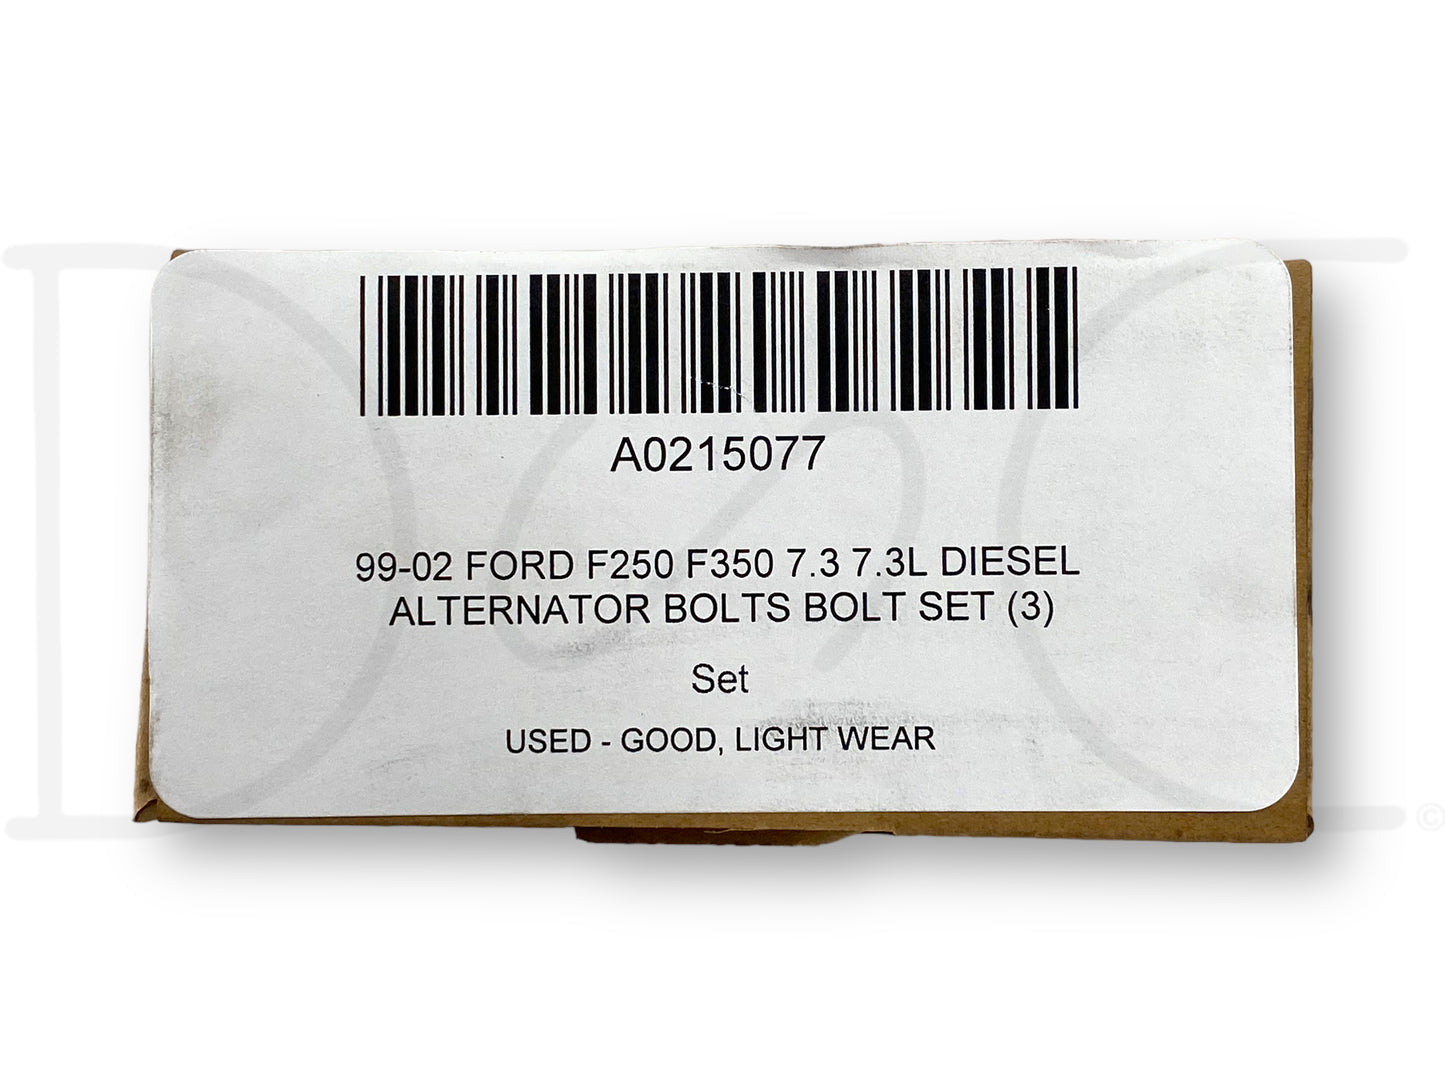 A0215077
99-02 FORD F250 F350 7.3 7.3L DIESEL
ALTERNATOR BOLTS BOLT SET (3)
Set
USED - GOOD, LIGHT WEAR
©